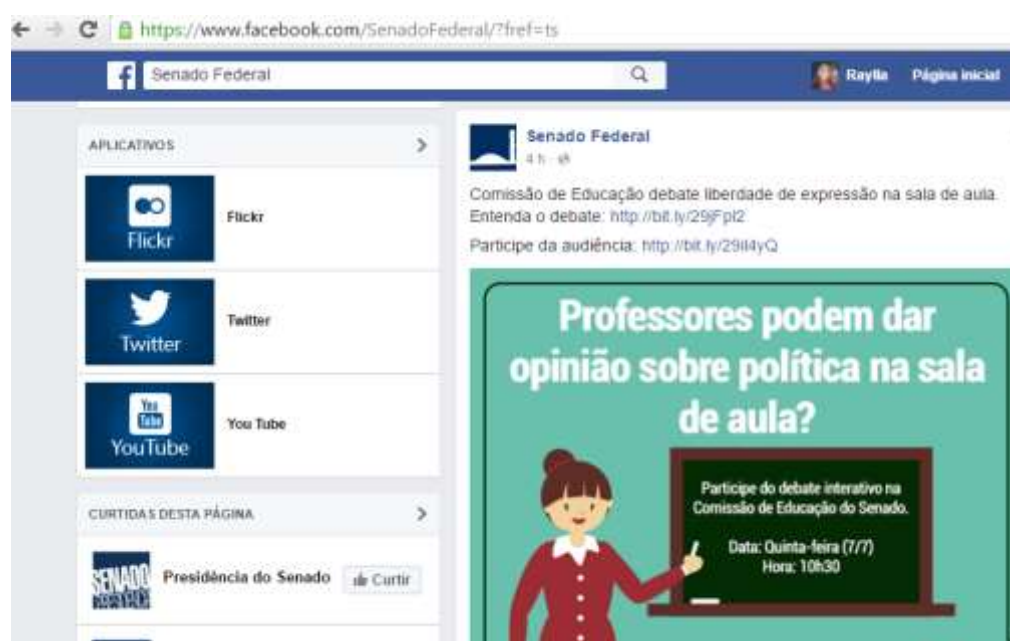 https://www.facebook.com/SenadoFederal/?fref=ts
Senado Federal
Raylla Página inicial
APLICATIVOS
Flickr
Flickr
Twitter
Twitter
You Tube
YouTube
You Tube
CURTIDAS DESTA PÁGINA
SENADO
Presidência do Senado
Curtir
Senado Federal
4 h
Comissão de Educação debate liberdade de expressão na sala de aula.
Entenda o debate: http://bit.ly/29jFpl2
Participe da audiência:
Professores podem dar
opinião sobre política na sala
de aula?
Participe do debate interativo na
Comissão de Educação do Senado.
Data: Quinta-feira (7/7)
Hora: 10h30